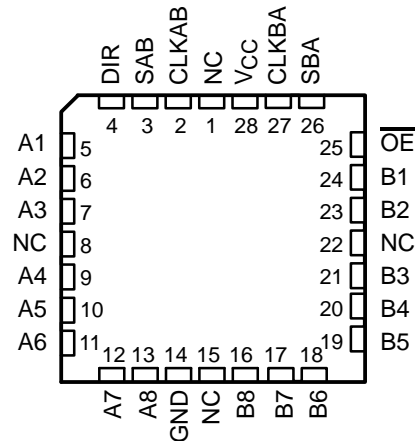 DIR SAB CLKAB NC VCC CLKBA SBA
4 3 2 1 28 27 26
A1 5 25 OE
A2 6 24 B1
A3 7 23 B2
NC 8 22 NC
A4 9 21 B3
A5 10 20 B4
A6 11 19 B5
12 13 14 15 16 17 18
A7 A8 GND NC B8 B7 B6